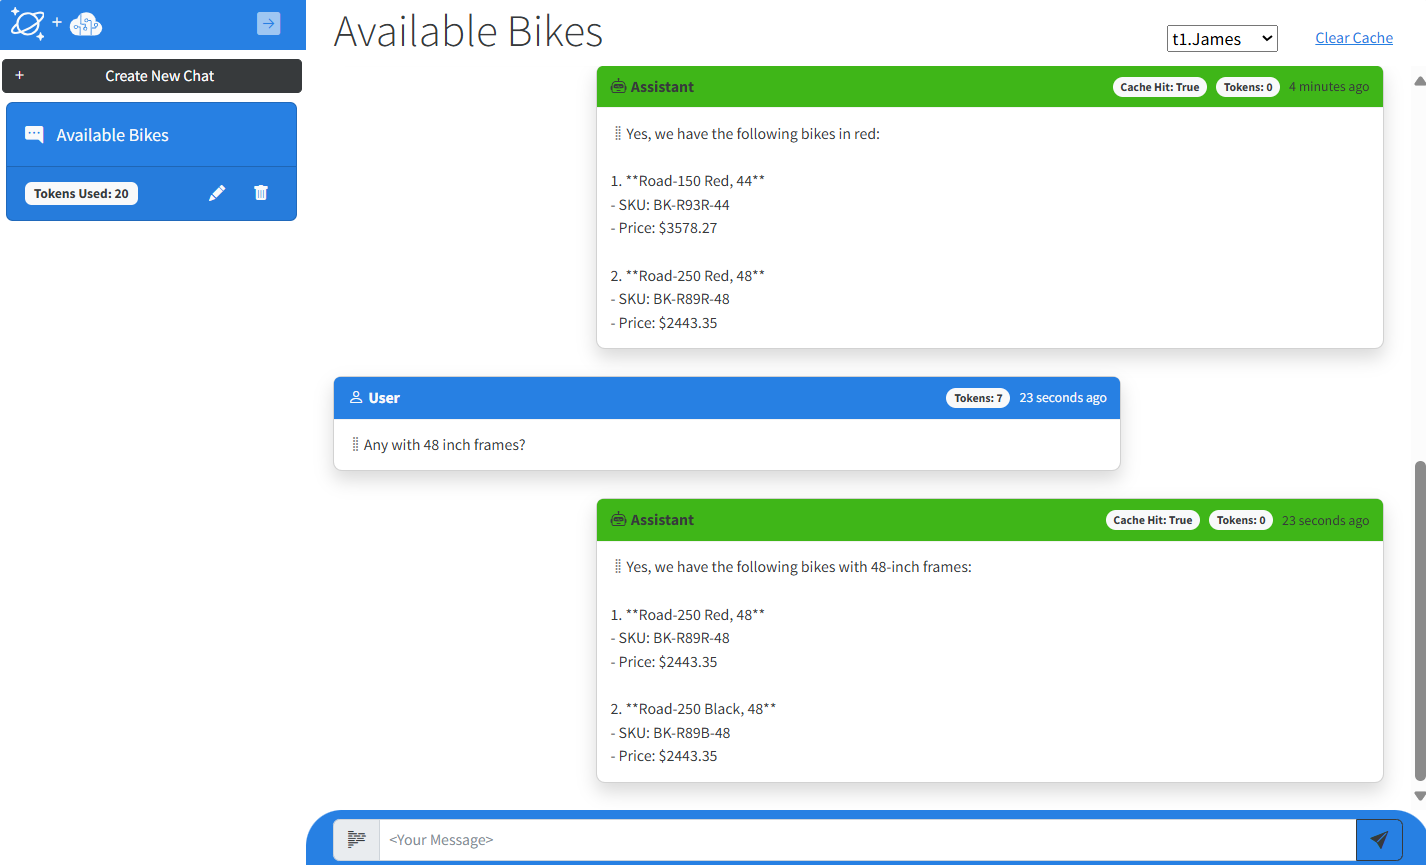 +
Available Bikes
t1.James
Clear Cache
+ Create New Chat
Available Bikes
Tokens Used: 20
Assistant Cache Hit: True Tokens: 0 4 minutes ago
Yes, we have the following bikes in red:
1. **Road-150 Red, 44**
- SKU: BK-R93R-44
- Price: $3578.27
2. **Road-250 Red, 48**
- SKU: BK-R89R-48
- Price: $2443.35
User Tokens: 7 23 seconds ago
Any with 48 inch frames?
Assistant Cache Hit: True Tokens: 0 23 seconds ago
Yes, we have the following bikes with 48-inch frames:
1. **Road-250 Red, 48**
- SKU: BK-R89R-48
- Price: $2443.35
2. **Road-250 Black, 48**
- SKU: BK-R89B-48
- Price: $2443.35
<Your Message>